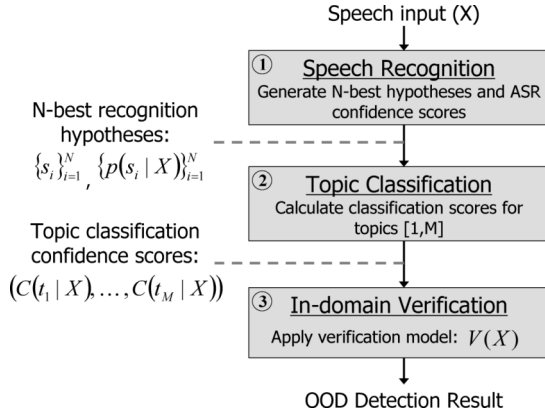 Speech input (X)
① Speech Recognition
Generate N-best hypotheses and ASR
confidence scores
N-best recognition
hypotheses:
{s_i}_{i=1}^N , {p(s_i | X)}_{i=1}^N
② Topic Classification
Calculate classification scores for
topics [1,M]
Topic classification
confidence scores:
(C(t_1 | X),…,C(t_M | X))
③ In-domain Verification
Apply verification model: V(X)
OOD Detection Result